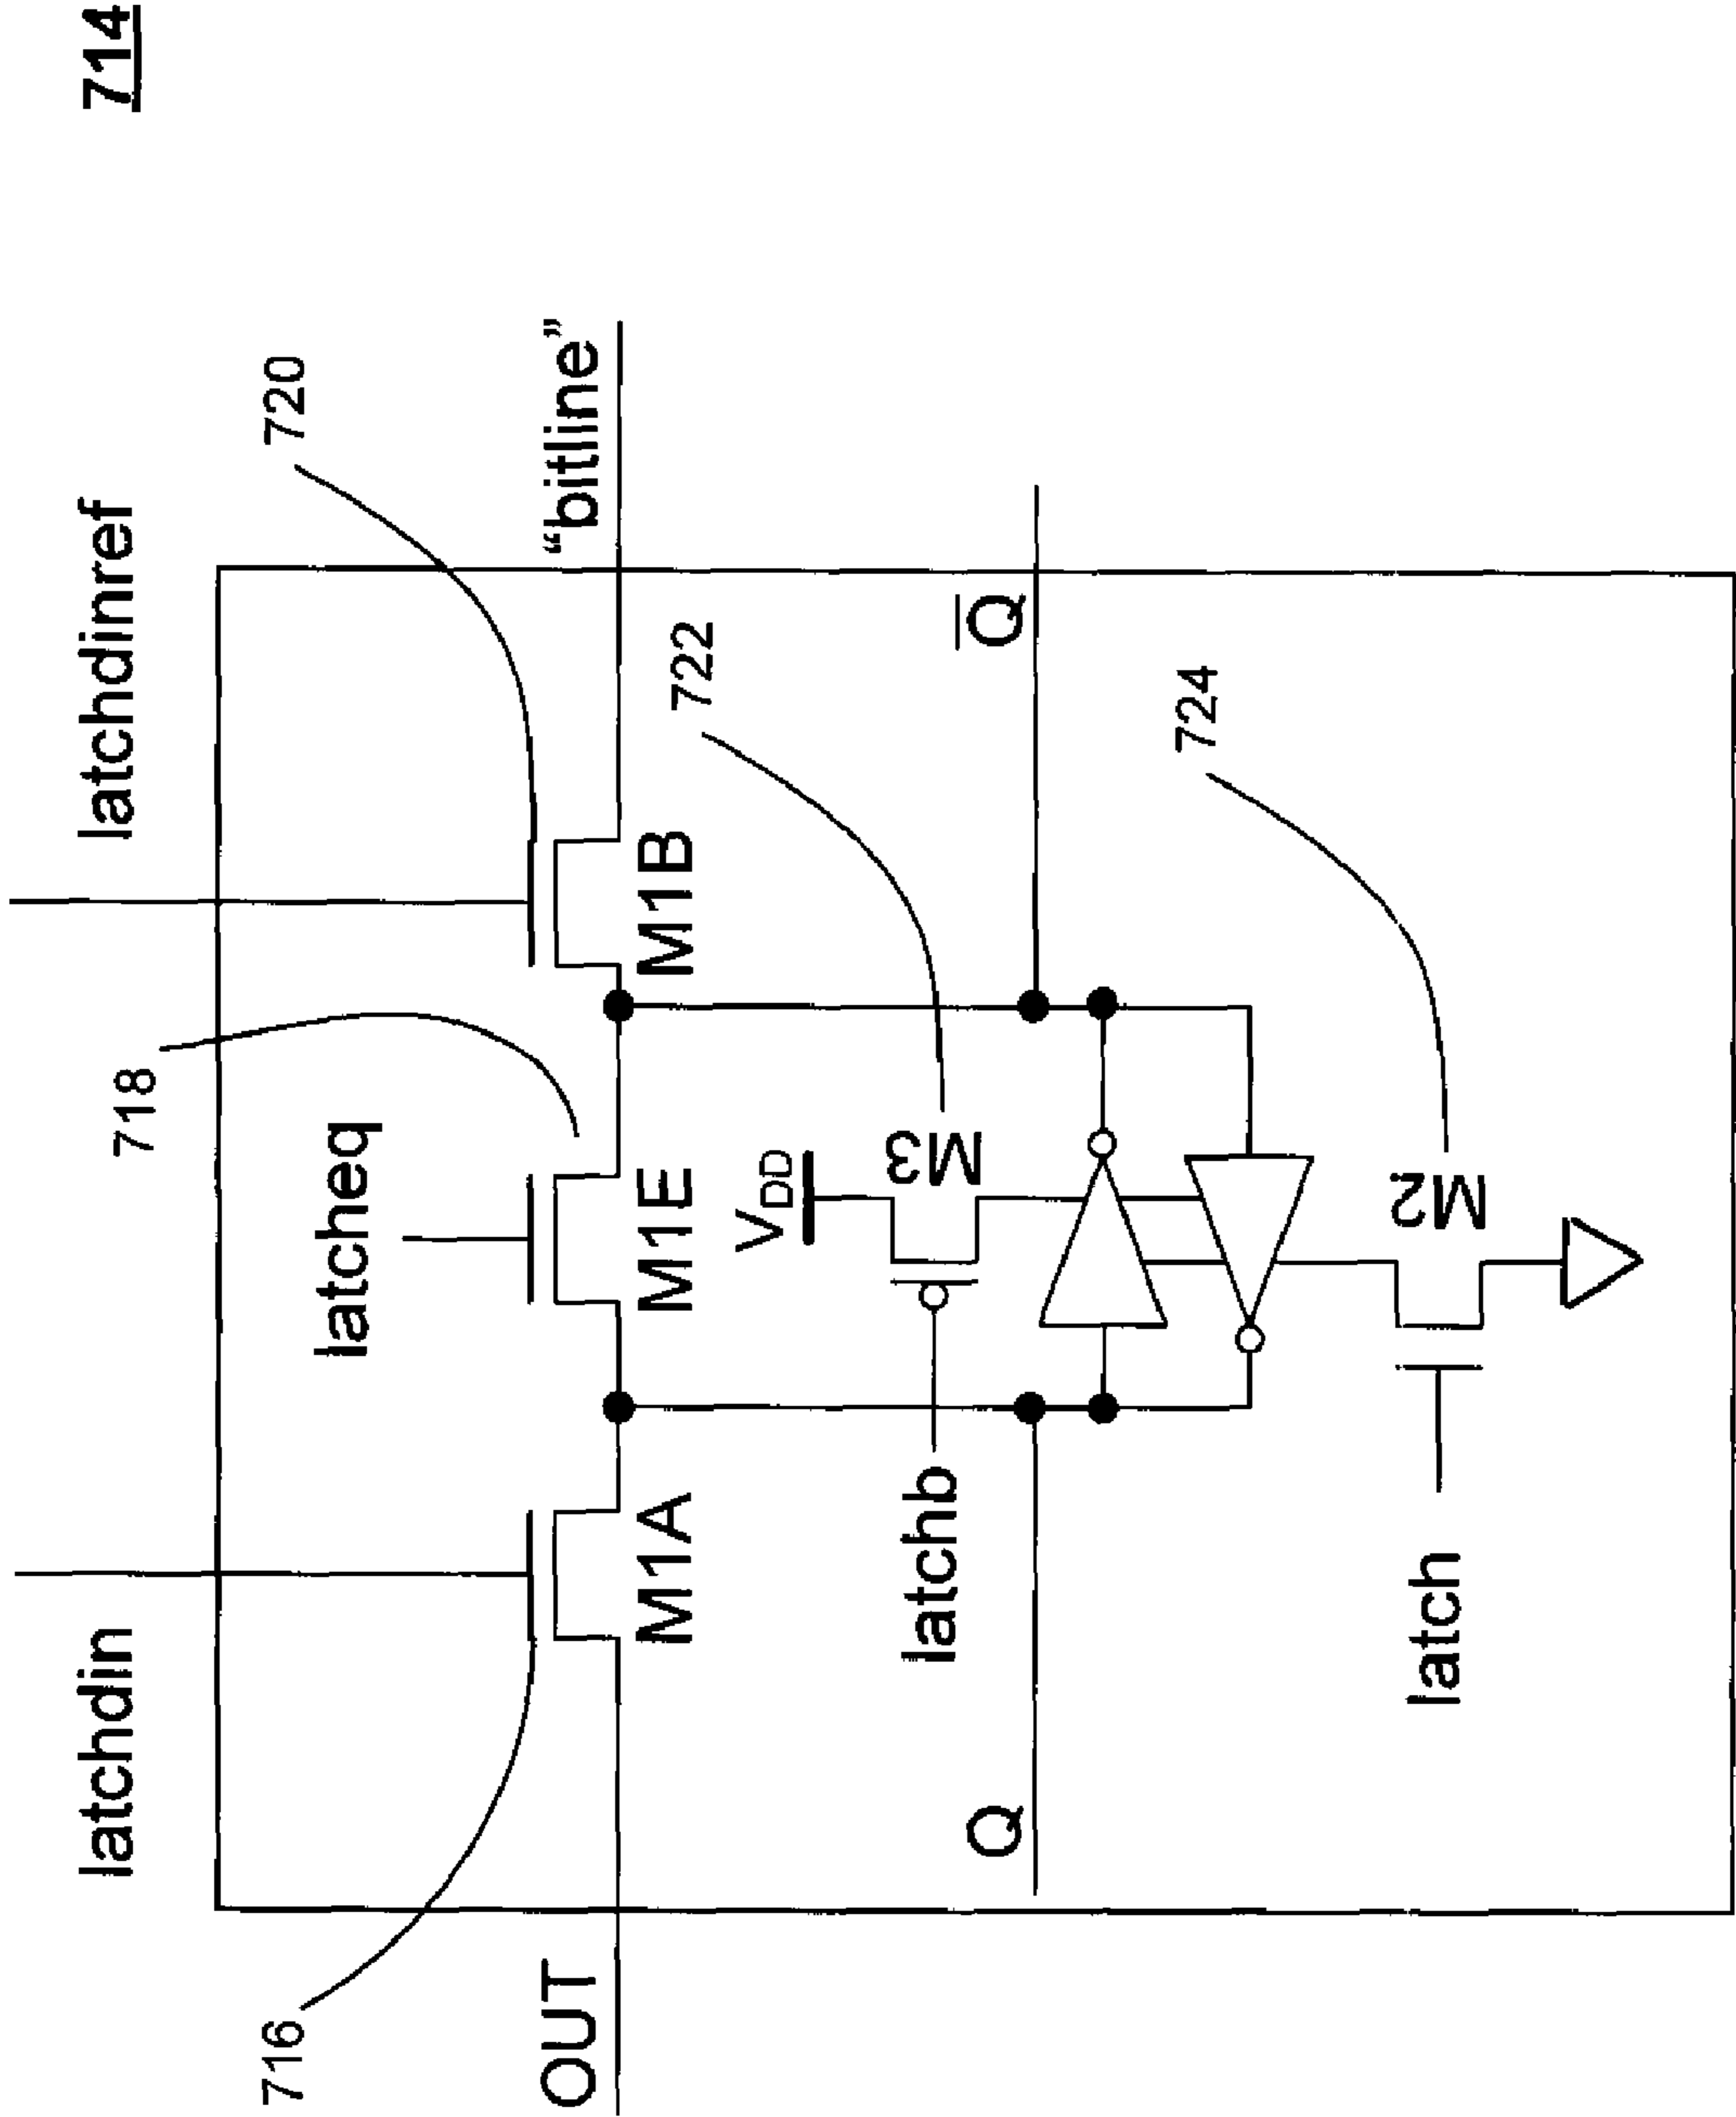 714
latchdin
latchdinref
718
716
latcheq
720
OUT
"bitline"
M1A
M1E
M1B
722
V_DD
M3
latchb
Q
Q̅
724
M2
latch